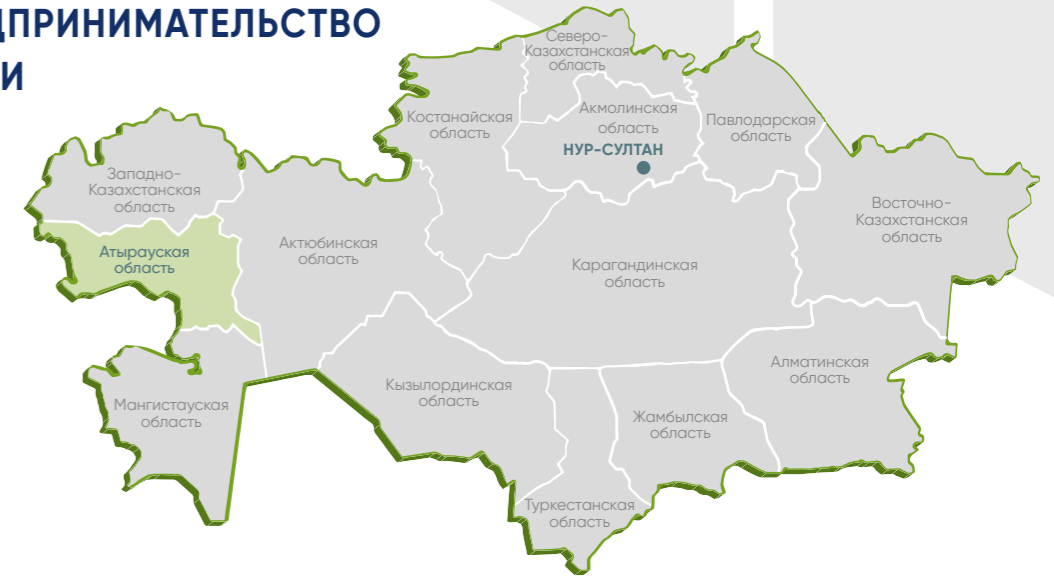 ДПРИНИМАТЕЛЬСТВО
И
Северо-
Казахстанская
область
Костанайская
область
Акмолинская
область
НУР-СУЛТАН
Павлодарская
область
Западно-
Казахстанская
область
Восточно-
Казахстанская
область
Атырауская
область
Актюбинская
область
Карагандинская
область
Алматинская
область
Кызылординская
область
Мангистауская
область
Жамбылская
область
Туркестанская
область